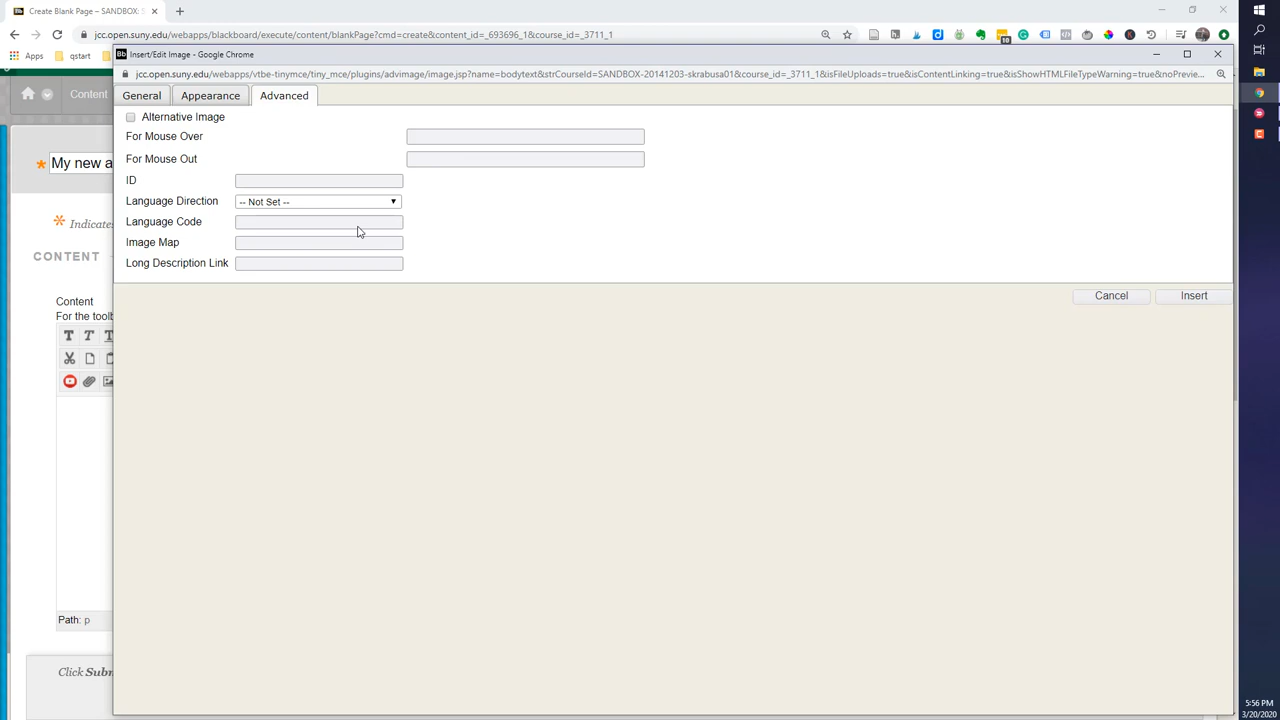 Create Blank Page – SANDBOX:
jcc.open.suny.edu/webapps/blackboard/execute/content/blankPage?cmd=create&content_id=_693696_1&course_id=_3711_1
Apps
qstart
Insert/Edit Image - Google Chrome
jcc.open.suny.edu/webapps/vtbe-tinymce/tiny_mce/plugins/advimage/image.jsp?name=bodytext&strCourseId=SANDBOX-20141203-skrabusa01&course_id=_3711_1&isFileUploads=true&isContentLinking=true&isShowHTMLFileTypeWarning=true&noPrevie...
Content
General
Appearance
Advanced
Alternative Image
For Mouse Over
For Mouse Out
ID
Language Direction
-- Not Set --
Language Code
Image Map
Long Description Link
Cancel
Insert
My new a
Indicates
CONTENT
Content
For the toolb
T T T
Path: p
Click Subm
5:56 PM
3/20/2020